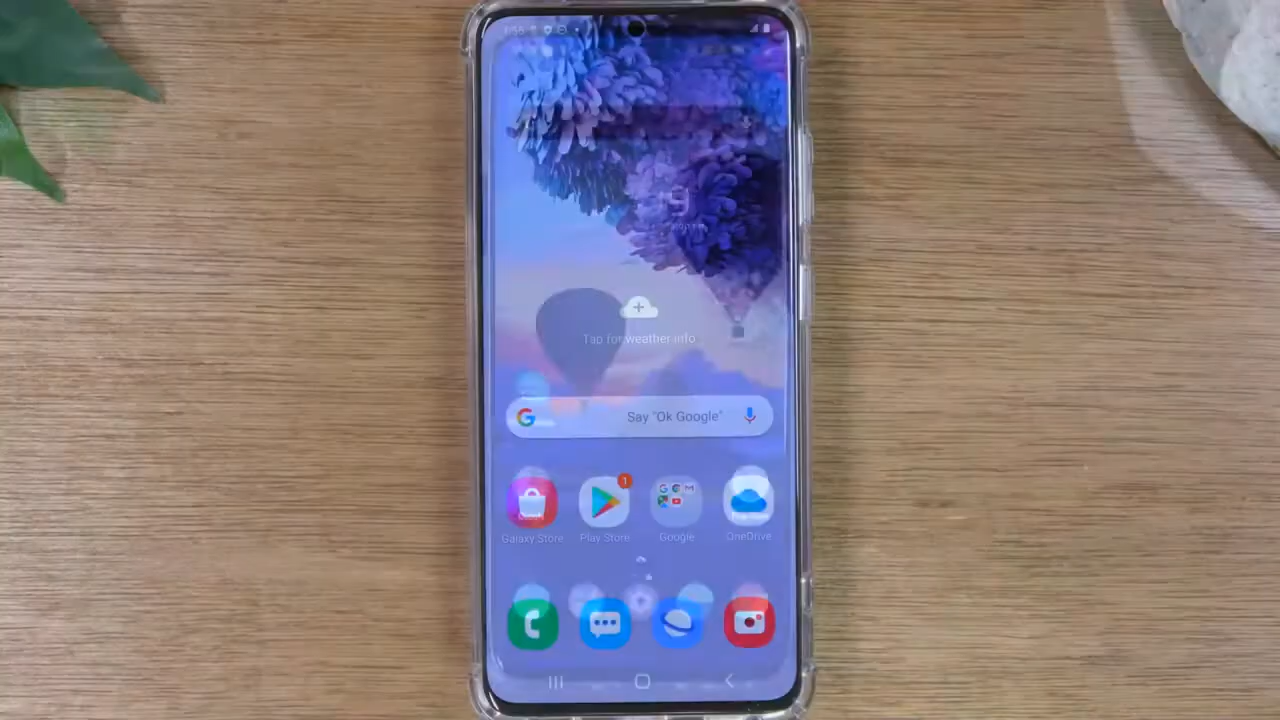 Tap for weather info
Say "Ok Google"
1
Galaxy Store
Play Store
Google
OneDrive